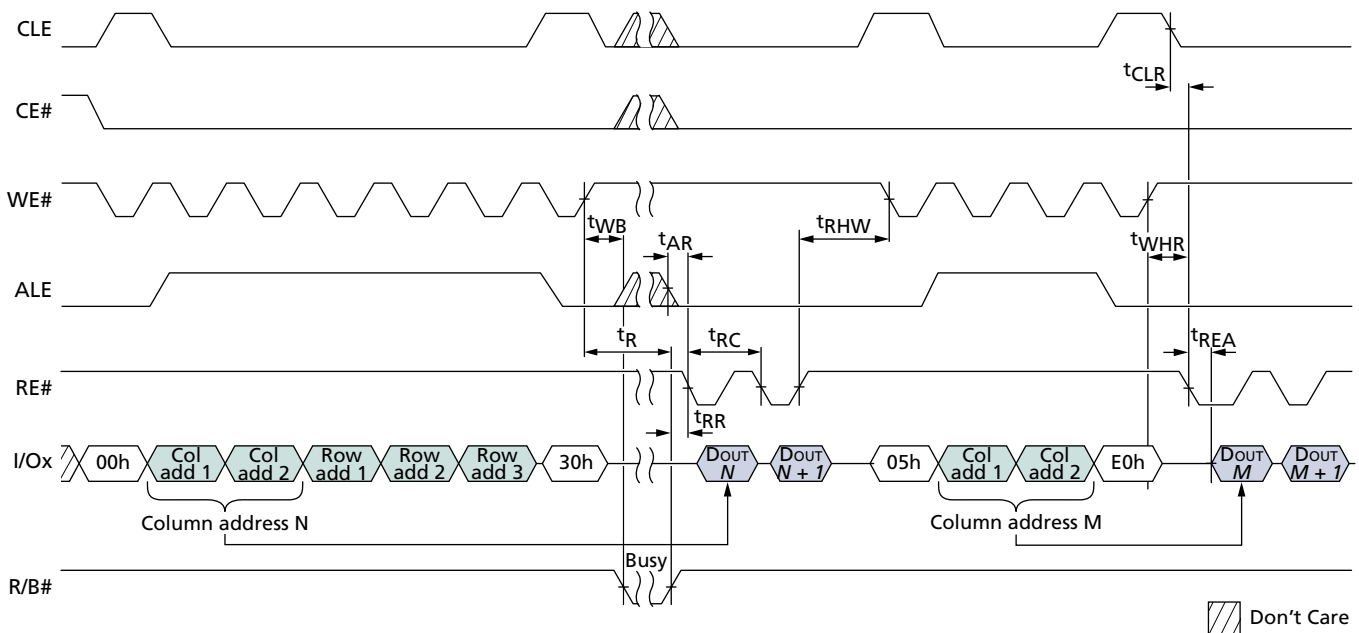 CLE
tCLR
CE#
WE#
tWB
tAR
tRHW
tWHR
ALE
tR
tRC
tREA
RE#
tRR
I/Ox
00h
Col add 1
Col add 2
Row add 1
Row add 2
Row add 3
30h
DOUT N
DOUT N + 1
05h
Col add 1
Col add 2
E0h
DOUT M
DOUT M + 1
Column address N
Column address M
Busy
R/B#
Don't Care